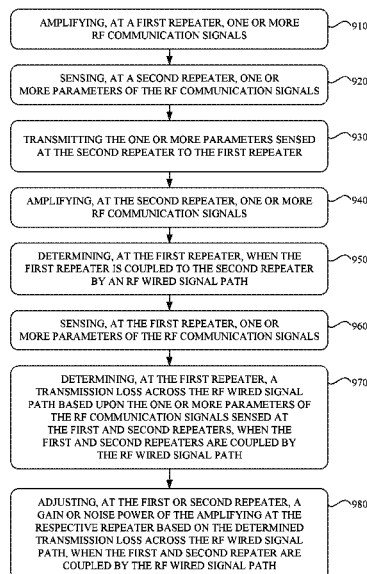 AMPLIFYING, AT A FIRST REPEATER, ONE OR MORE
RF COMMUNICATION SIGNALS
910
SENSING, AT A SECOND REPEATER, ONE OR
MORE PARAMETERS OF THE RF COMMUNICATION SIGNALS
920
TRANSMITTING THE ONE OR MORE PARAMETERS SENSED
AT THE SECOND REPEATER TO THE FIRST REPEATER
930
AMPLIFYING, AT THE SECOND REPEATER, ONE OR MORE
RF COMMUNICATION SIGNALS
940
DETERMINING, AT THE FIRST REPEATER, WHEN THE
FIRST REPEATER IS COUPLED TO THE SECOND REPEATER
BY AN RF WIRED SIGNAL PATH
950
SENSING, AT THE FIRST REPEATER, ONE OR
MORE PARAMETERS OF THE RF COMMUNICATION SIGNALS
960
DETERMINING, AT THE FIRST REPEATER, A
TRANSMISSION LOSS ACROSS THE RF WIRED SIGNAL
PATH BASED UPON THE ONE OR MORE PARAMETERS OF
THE RF COMMUNICATION SIGNALS SENSED AT
THE FIRST AND SECOND REPEATERS, WHEN THE
FIRST AND SECOND REPEATERS ARE COUPLED BY
THE RF WIRED SIGNAL PATH
970
ADJUSTING, AT THE FIRST OR SECOND REPEATER, A
GAIN OR NOISE POWER OF THE AMPLIFYING AT THE
RESPECTIVE REPEATER BASED ON THE DETERMINED
TRANSMISSION LOSS ACROSS THE RF WIRED SIGNAL
PATH, WHEN THE FIRST AND SECOND REPATER ARE
COUPLED BY THE RF WIRED SIGNAL PATH
980